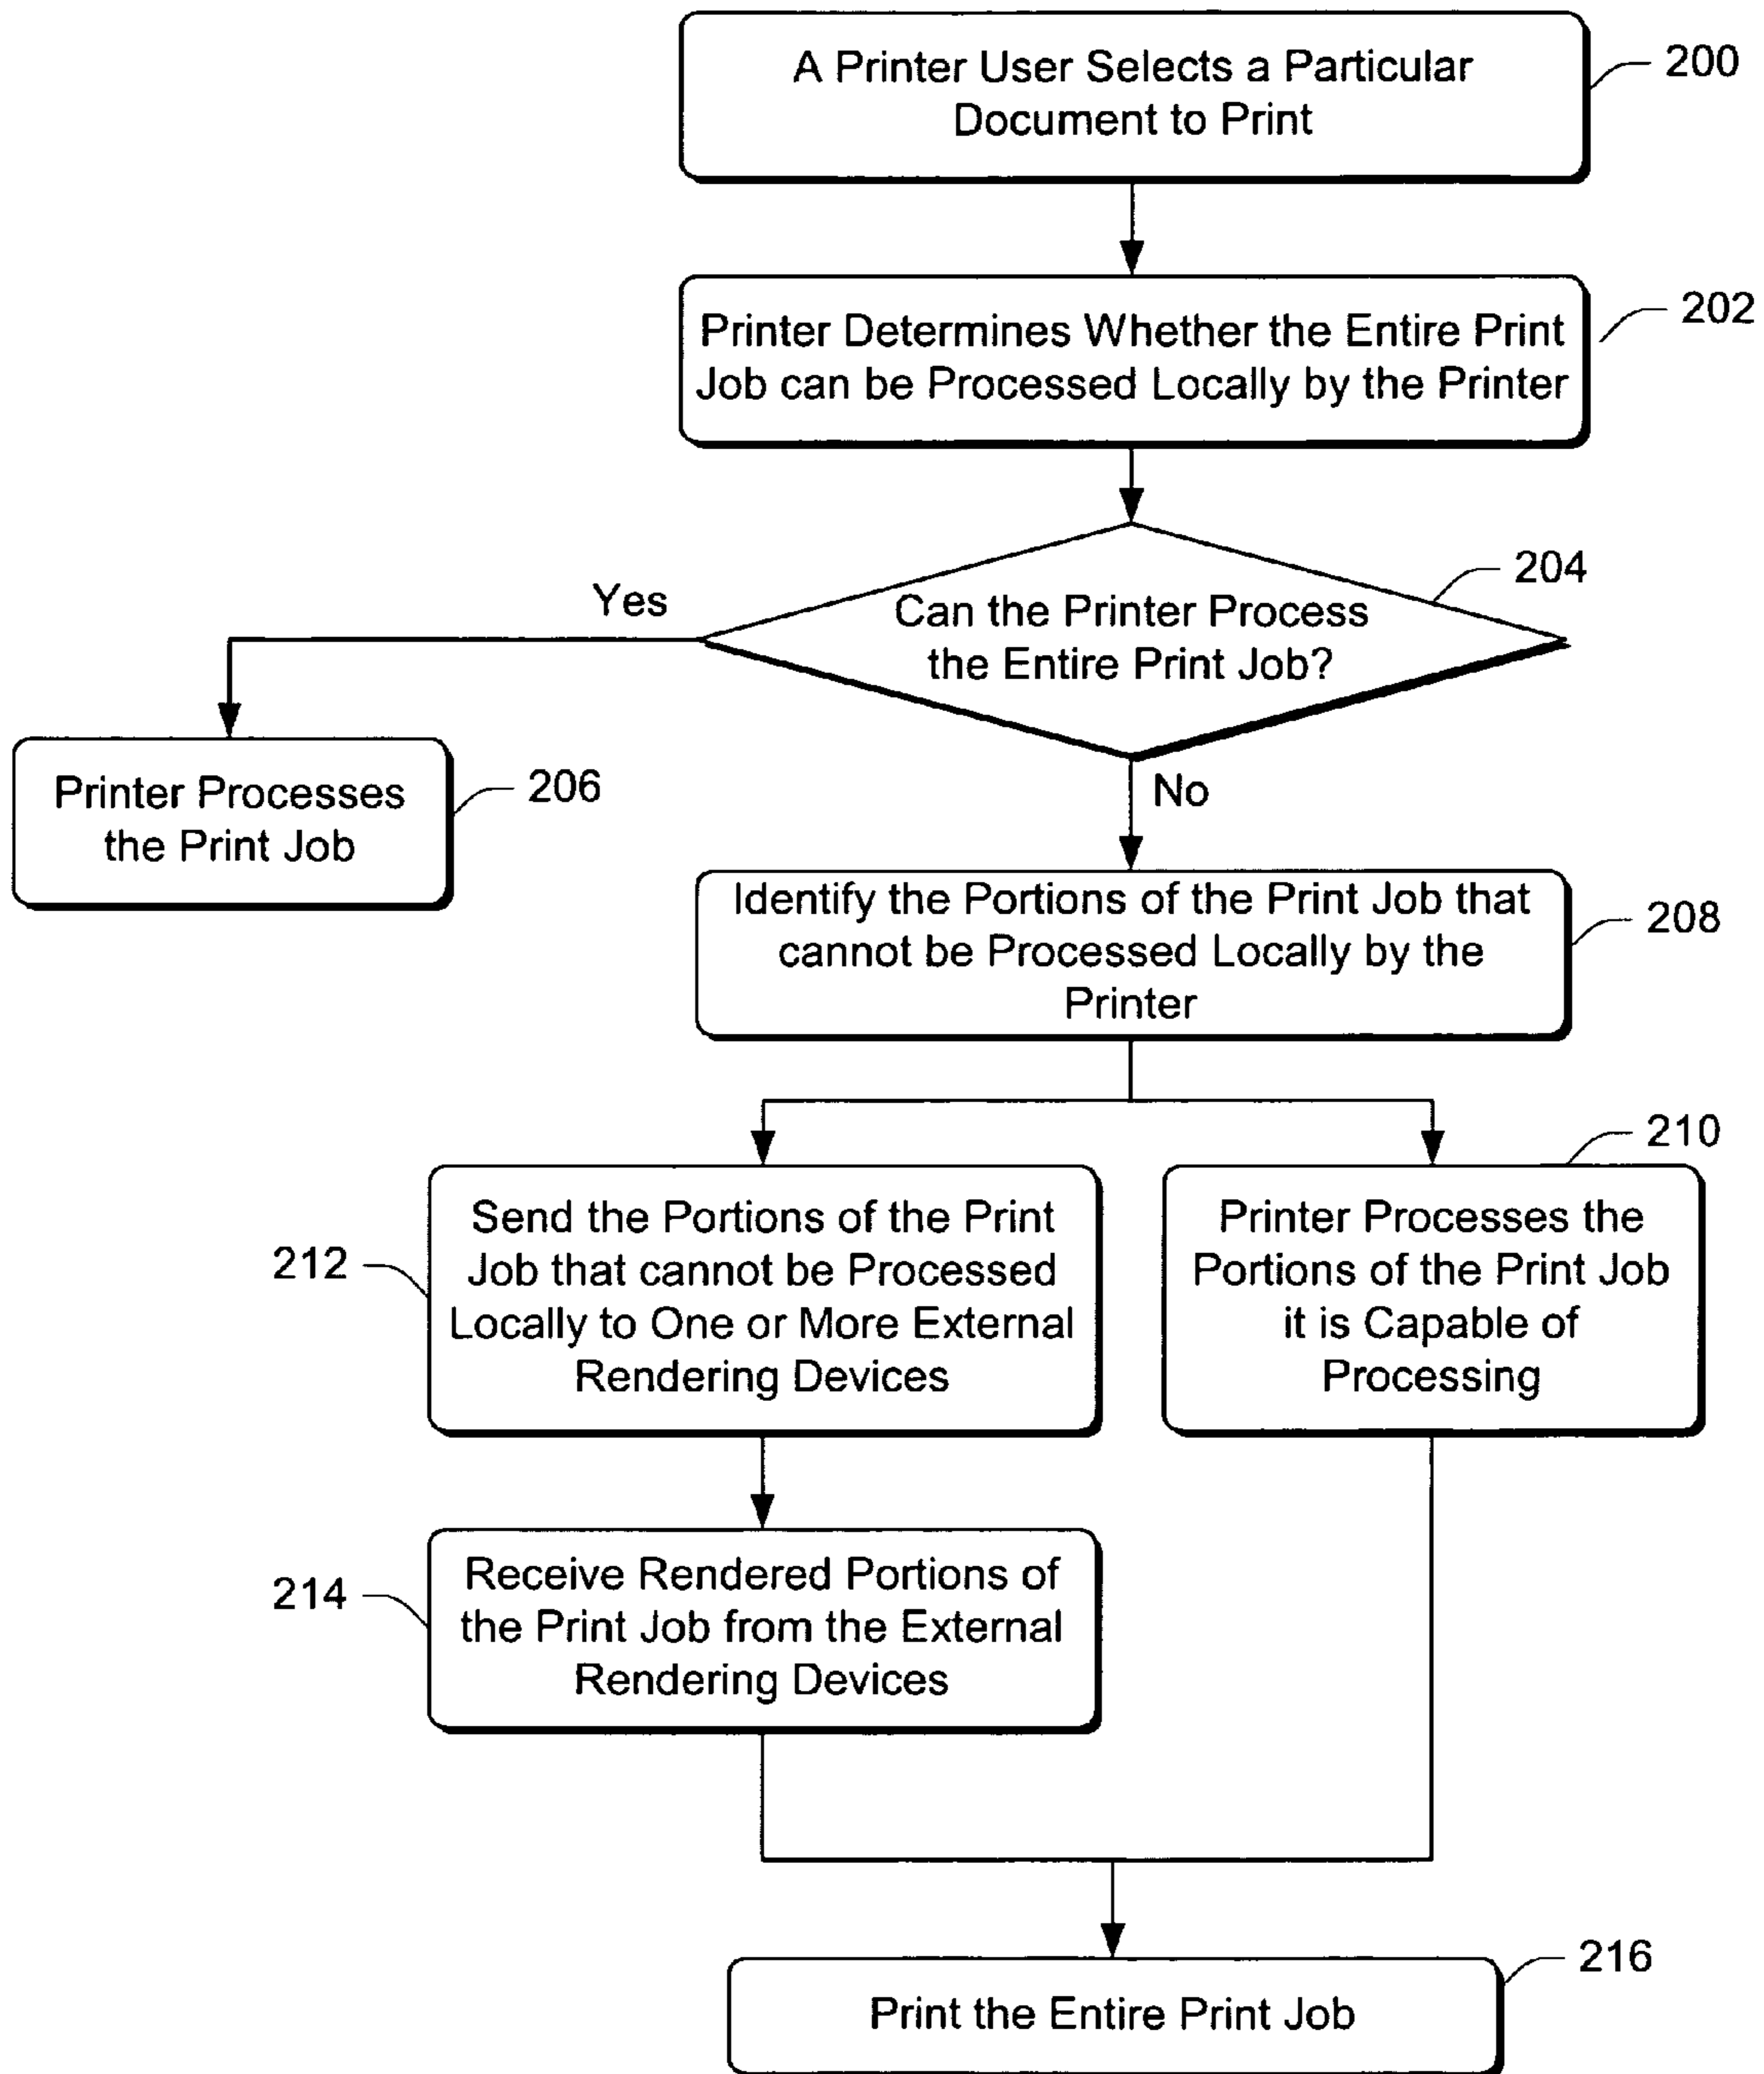 A Printer User Selects a Particular
Document to Print
200
Printer Determines Whether the Entire Print
Job can be Processed Locally by the Printer
202
204
Can the Printer Process
the Entire Print Job?
Yes
No
Printer Processes
the Print Job
206
Identify the Portions of the Print Job that
cannot be Processed Locally by the
Printer
208
210
212
Send the Portions of the Print
Job that cannot be Processed
Locally to One or More External
Rendering Devices
Printer Processes the
Portions of the Print Job
it is Capable of
Processing
214
Receive Rendered Portions of
the Print Job from the External
Rendering Devices
216
Print the Entire Print Job